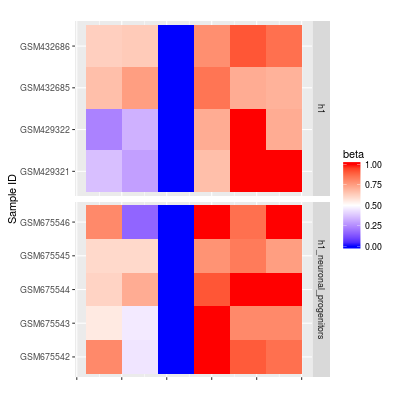 GSM432686
GSM432685
GSM429322
GSM429321
h1
GSM675546
GSM675545
GSM675544
GSM675543
GSM675542
h1_neuronal_progenitors
Sample ID
beta
1.00
0.75
0.50
0.25
0.00